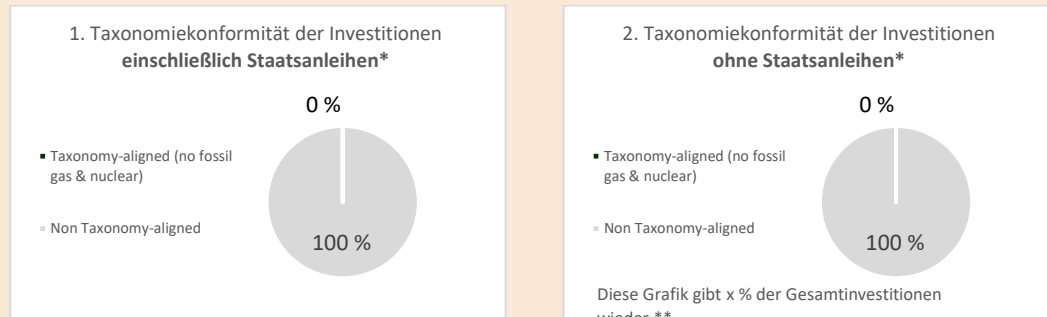 1. Taxonomiekonformität der Investitionen
einschließlich Staatsanleihen*
0 %
Taxonomy-aligned (no fossil
gas & nuclear)
Non Taxonomy-aligned
100 %
2. Taxonomiekonformität der Investitionen
ohne Staatsanleihen*
0 %
Taxonomy-aligned (no fossil
gas & nuclear)
Non Taxonomy-aligned
100 %
Diese Grafik gibt x % der Gesamtinvestitionen
wieder.**